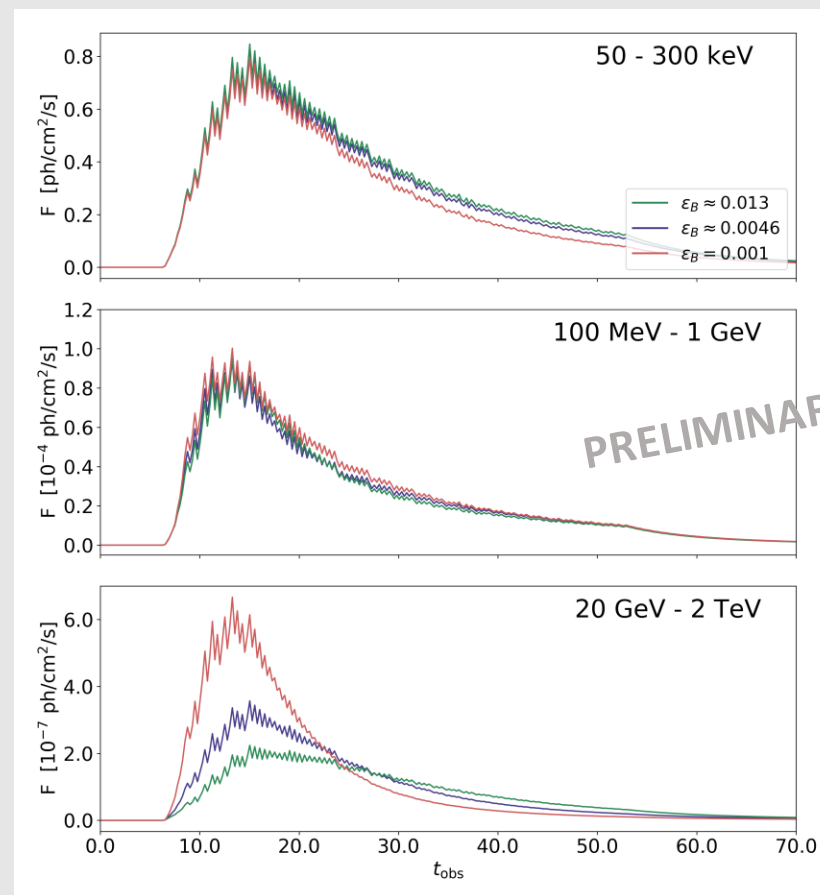 50 - 300 keV
F [ph/cm²/s]
0.8
0.6
0.4
0.2
0.0
ε_B ≈ 0.013
ε_B ≈ 0.0046
ε_B = 0.001
100 MeV - 1 GeV
F [10⁻⁴ ph/cm²/s]
1.2
1.0
0.8
0.6
0.4
0.2
0.0
PRELIMINAR
20 GeV - 2 TeV
F [10⁻⁷ ph/cm²/s]
6.0
4.0
2.0
0.0
0.0 10.0 20.0 30.0 40.0 50.0 60.0 70.0
t_obs